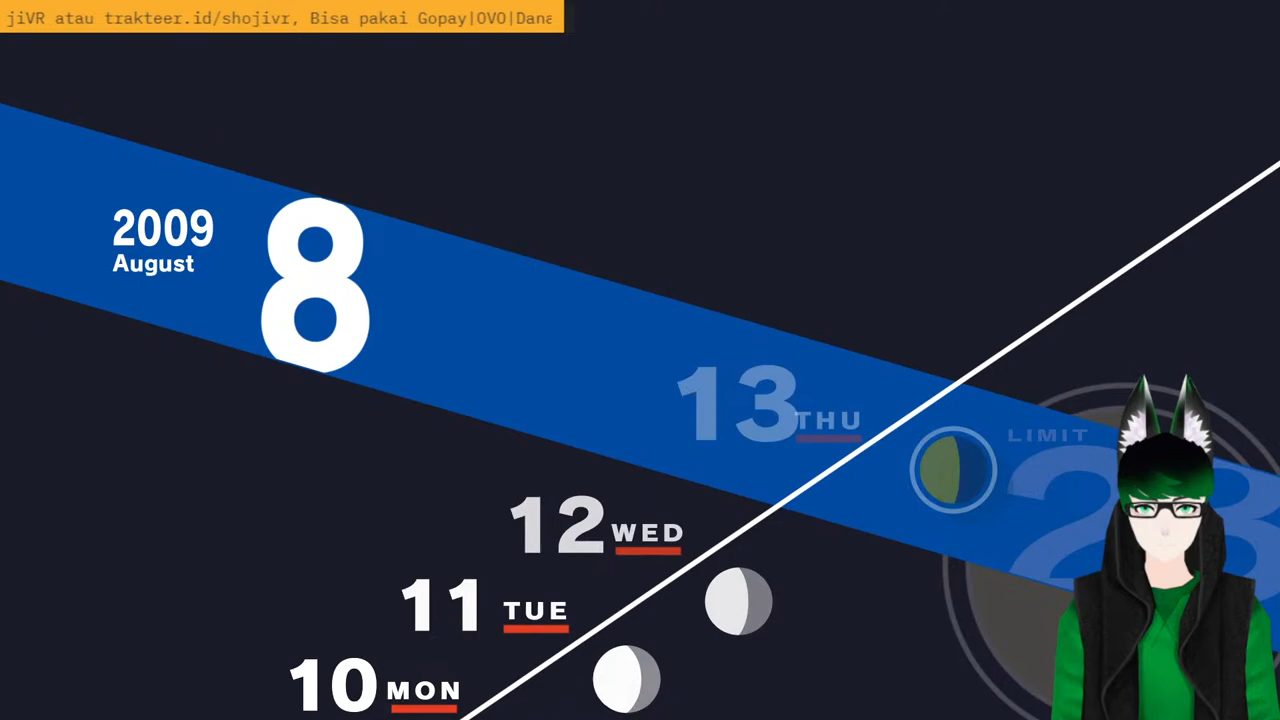 jiVR atau trakteer.id/shojivr, Bisa pakai Gopay|OVO|Dana
2009
August
8
13 THU
LIMIT
23
12 WED
11 TUE
10 MON